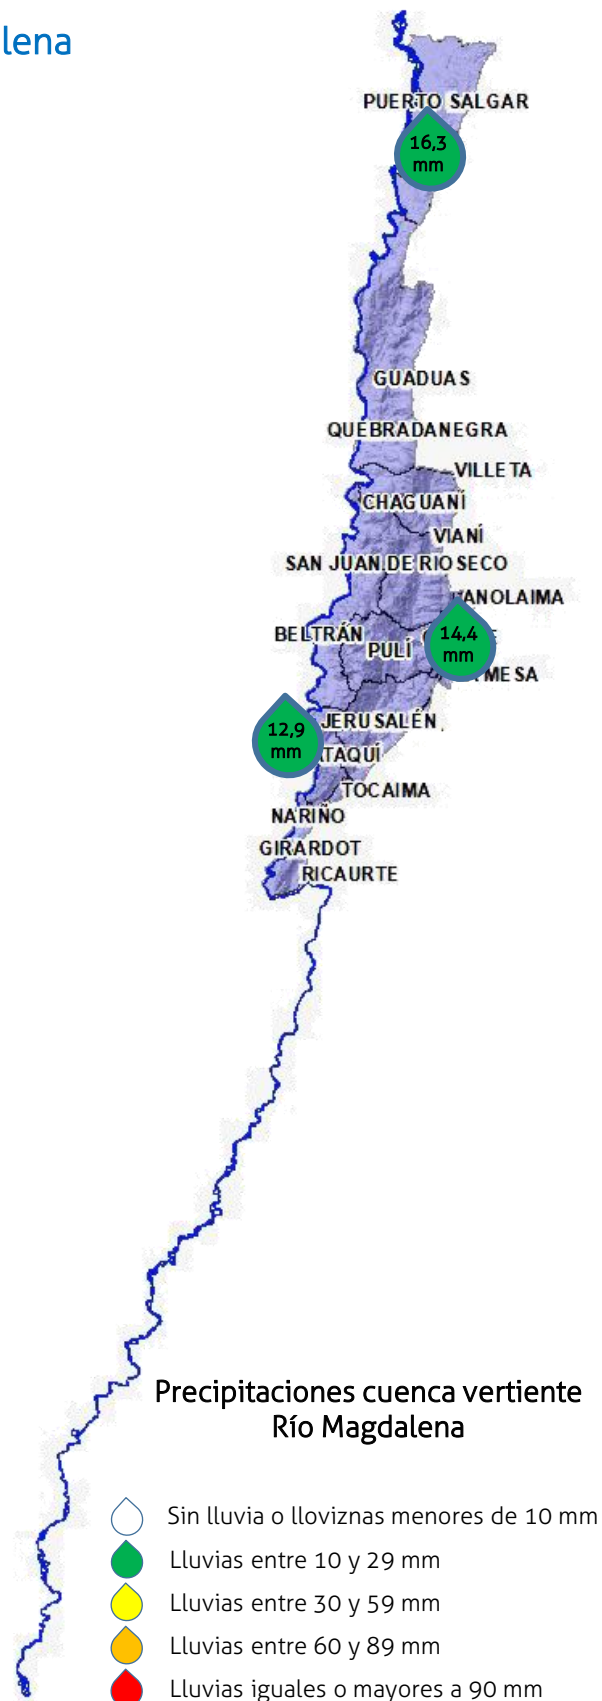 lena
PUERTO SALGAR
16,3
mm
GUADUAS
QUEBRADANEGRA
VILLETA
CHAGUANÍ
VIANÍ
SAN JUAN DE RIO SECO
ANOLAIMA
BELTRÁN
PULÍ
14,4
mm
MESA
12,9
mm
JERUSALÉN
TAQUÍ
TOCAIMA
NARIÑO
GIRARDOT
RICAURTE
Precipitaciones cuenca vertiente
Río Magdalena
Sin lluvia o lloviznas menores de 10 mm
Lluvias entre 10 y 29 mm
Lluvias entre 30 y 59 mm
Lluvias entre 60 y 89 mm
Lluvias iguales o mayores a 90 mm